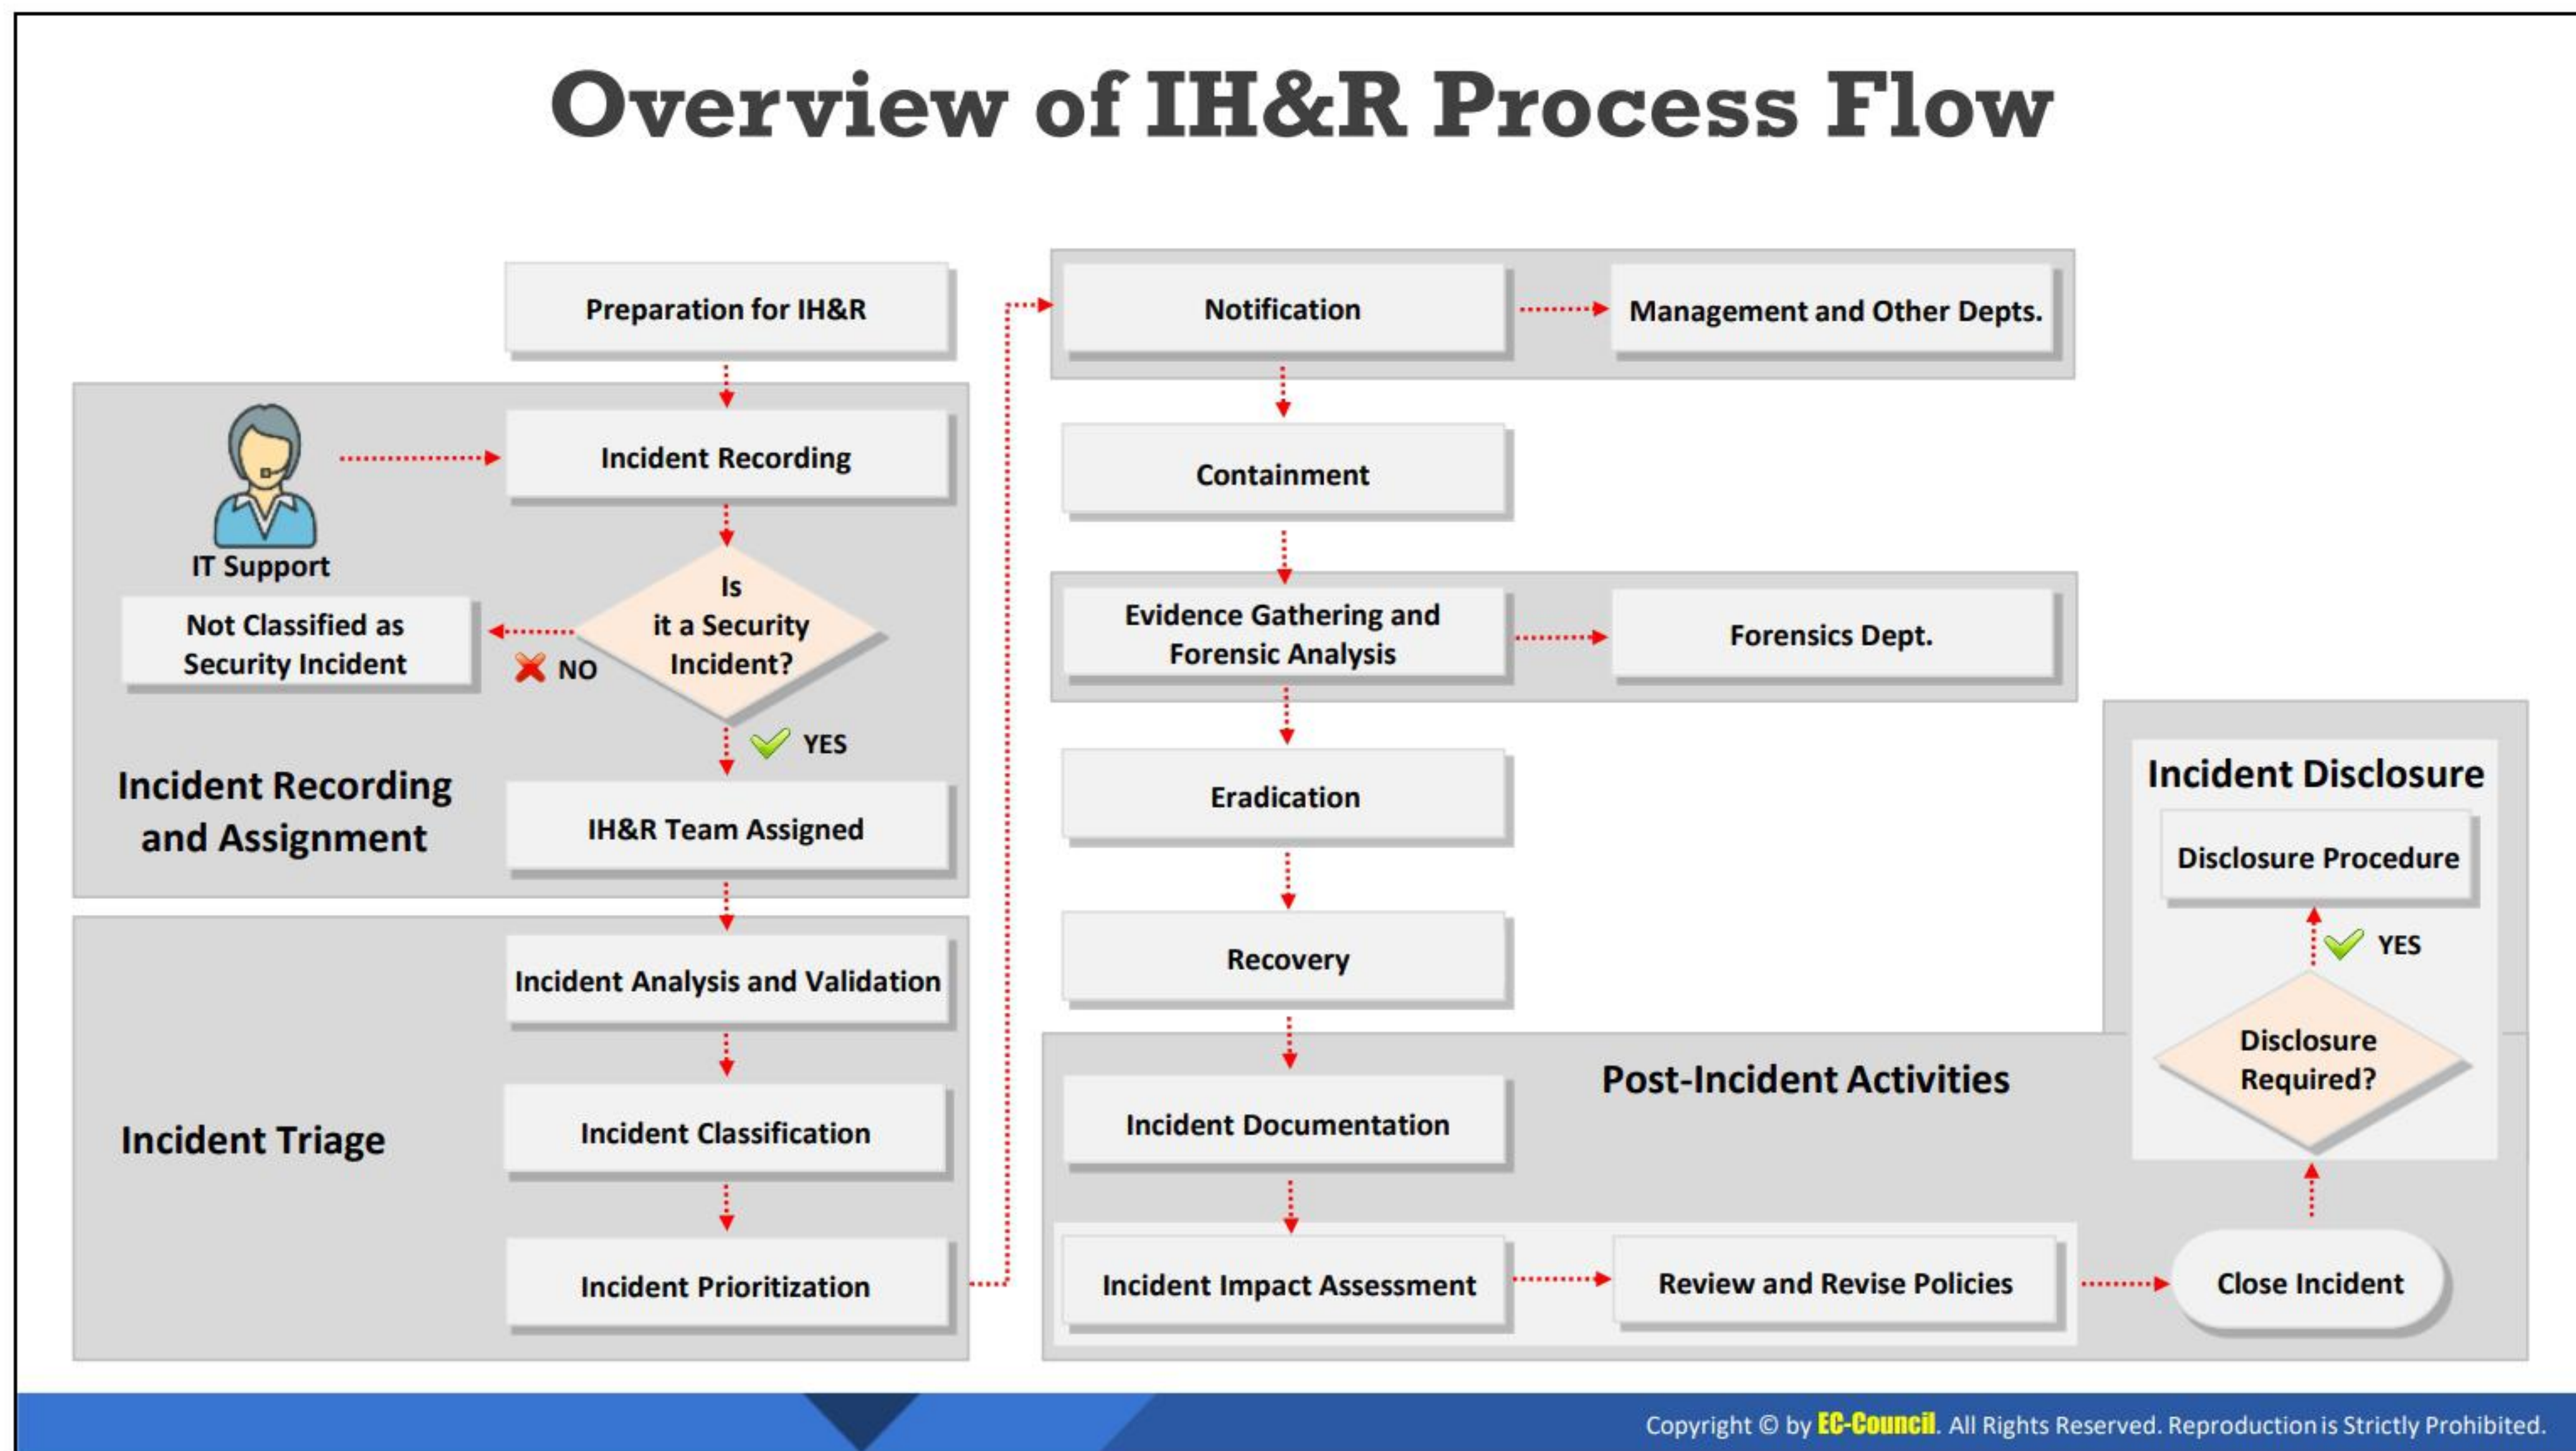 Overview of IH&R Process Flow
Preparation for IH&R
Incident Recording
IT Support
Is
it a Security
Incident?
NO
Not Classified as
Security Incident
YES
Incident Recording
and Assignment
IH&R Team Assigned
Incident Triage
Incident Analysis and Validation
Incident Classification
Incident Prioritization
Notification
Management and Other Depts.
Containment
Evidence Gathering and
Forensic Analysis
Forensics Dept.
Eradication
Recovery
Post-Incident Activities
Incident Documentation
Incident Impact Assessment
Review and Revise Policies
Close Incident
Incident Disclosure
Disclosure Procedure
YES
Disclosure
Required?
Copyright © by EC-Council. All Rights Reserved. Reproduction is Strictly Prohibited.